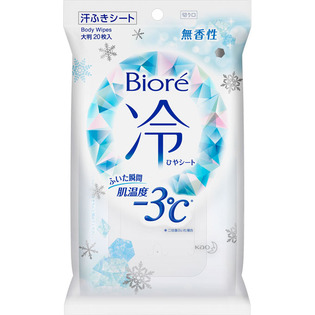 汗ふきシート
Body Wipes
大判20枚入
無香性
Bioré
冷
ひやシート
ふいた瞬間
肌温度
-3℃
Kao